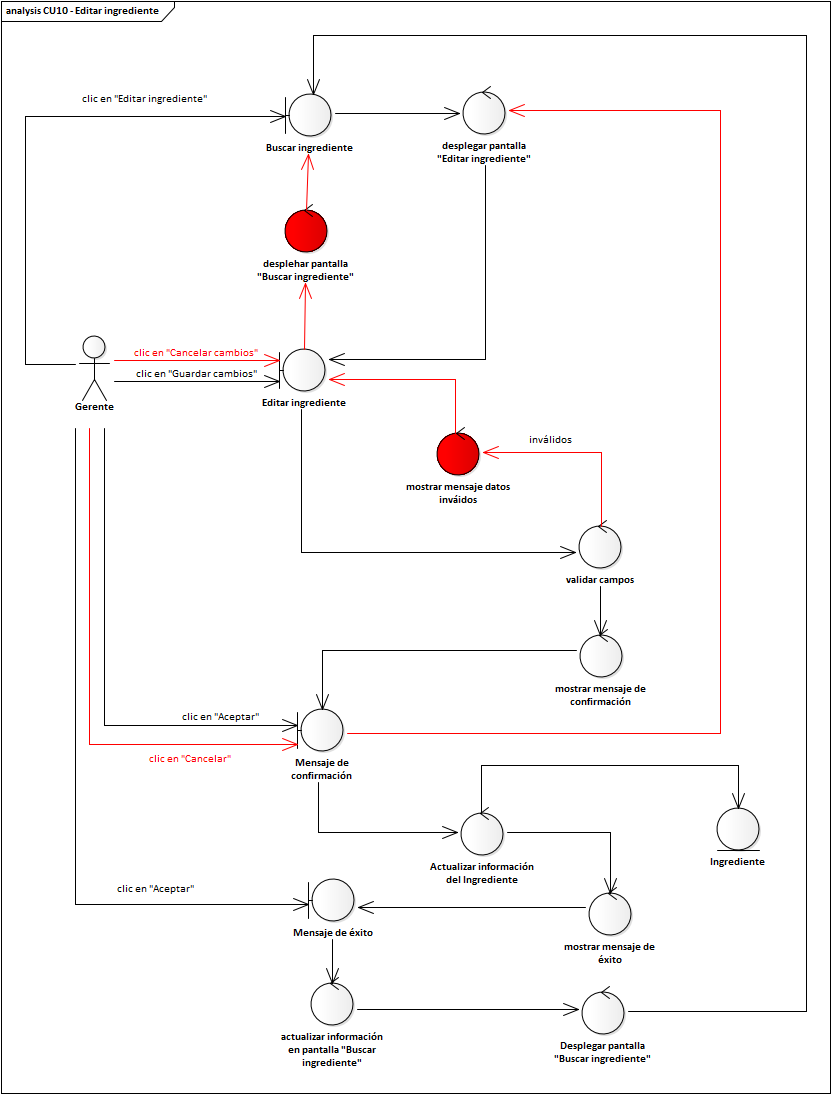 analysis CU10 - Editar ingrediente
clic en "Editar ingrediente"
Buscar ingrediente
desplegar pantalla
"Editar ingrediente"
desplehar pantalla
"Buscar ingrediente"
clic en "Cancelar cambios"
clic en "Guardar cambios"
Gerente
Editar ingrediente
inválidos
mostrar mensaje datos
inváidos
validar campos
mostrar mensaje de
confirmación
clic en "Aceptar"
clic en "Cancelar"
Mensaje de
confirmación
Actualizar información
del Ingrediente
Ingrediente
clic en "Aceptar"
Mensaje de éxito
mostrar mensaje de
éxito
actualizar información
en pantalla "Buscar
ingrediente"
Desplegar pantalla
"Buscar ingrediente"